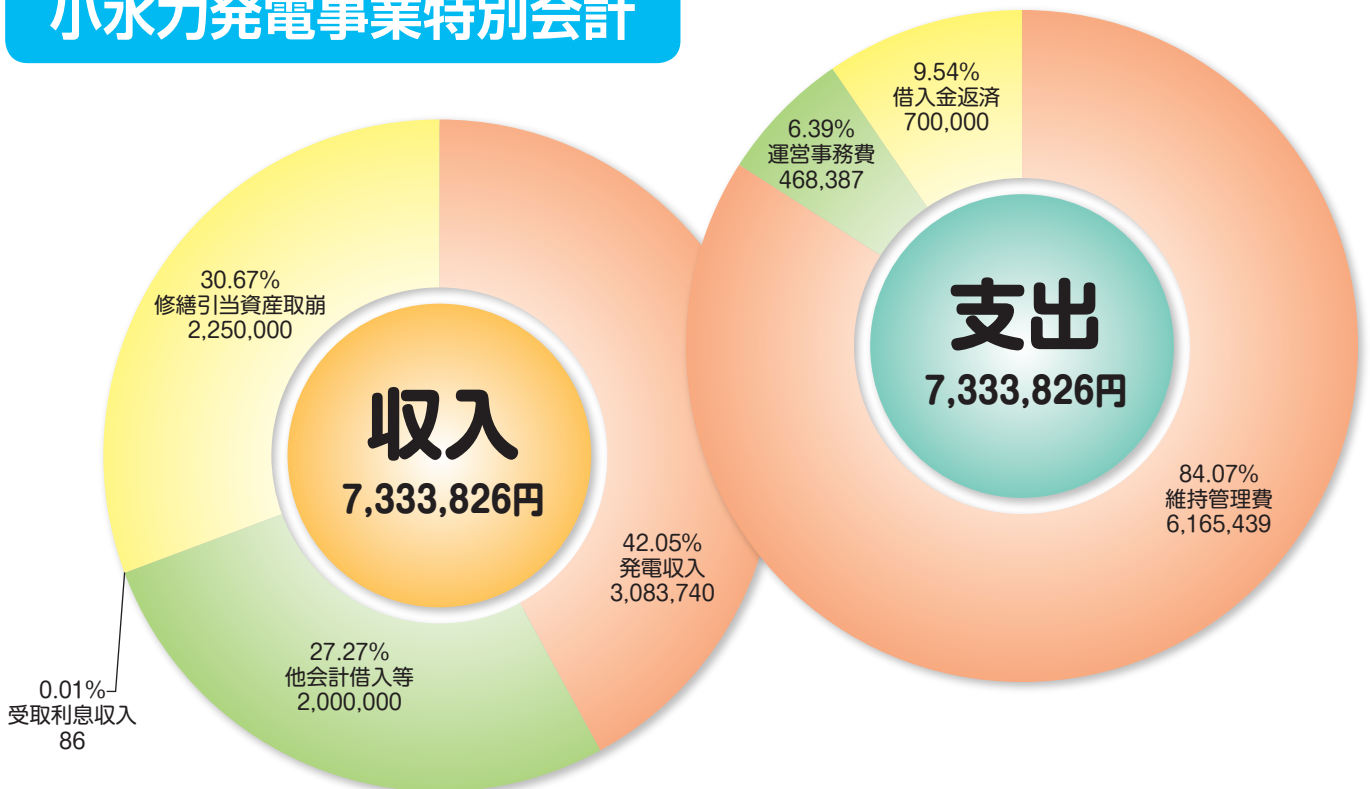 小水力発電事業特別会計
30.67%
修繕引当資産取崩
2,250,000
収入
7,333,826円
42.05%
発電収入
3,083,740
27.27%
他会計借入等
2,000,000
0.01%
受取利息収入
86
9.54%
借入金返済
700,000
6.39%
運営事務費
468,387
支出
7,333,826円
84.07%
維持管理費
6,165,439